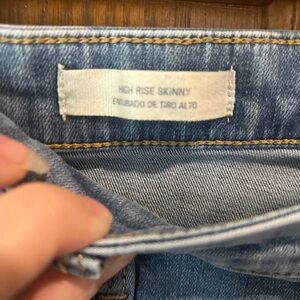 HIGH RISE SKINNY
ENTUBADO DE TIRO ALTO